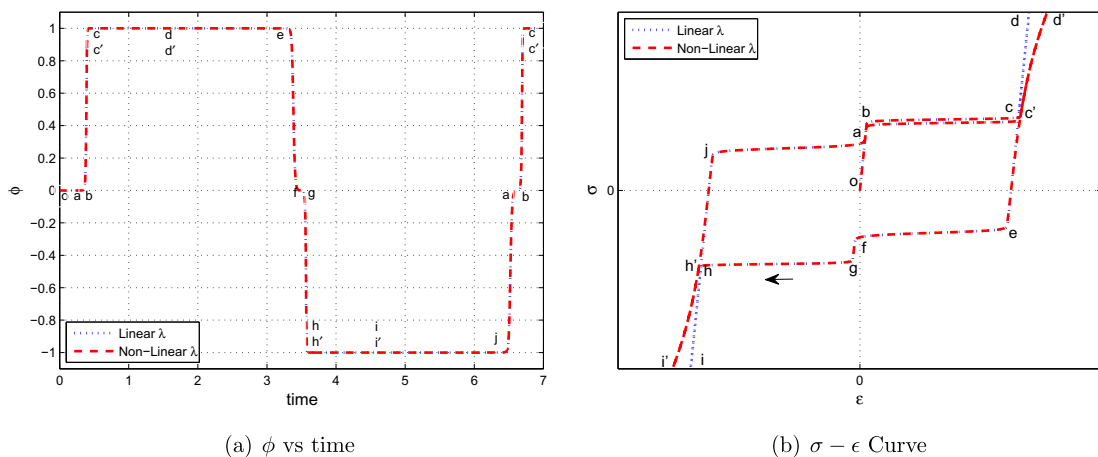 1
0.8
0.6
0.4
0.2
0
−0.2
−0.4
−0.6
−0.8
−1
ϕ
c
c′
d
d′
e
c
c′
o a b
f g
a b
h
h′
i
i′
j
Linear λ
Non−Linear λ
0 1 2 3 4 5 6 7
time
(a) ϕ vs time
Linear λ
Non−Linear λ
d d'
b c
a c'
j
o
0
σ
f e
h' h g
i' i
0
ε
(b) σ − ϵ Curve